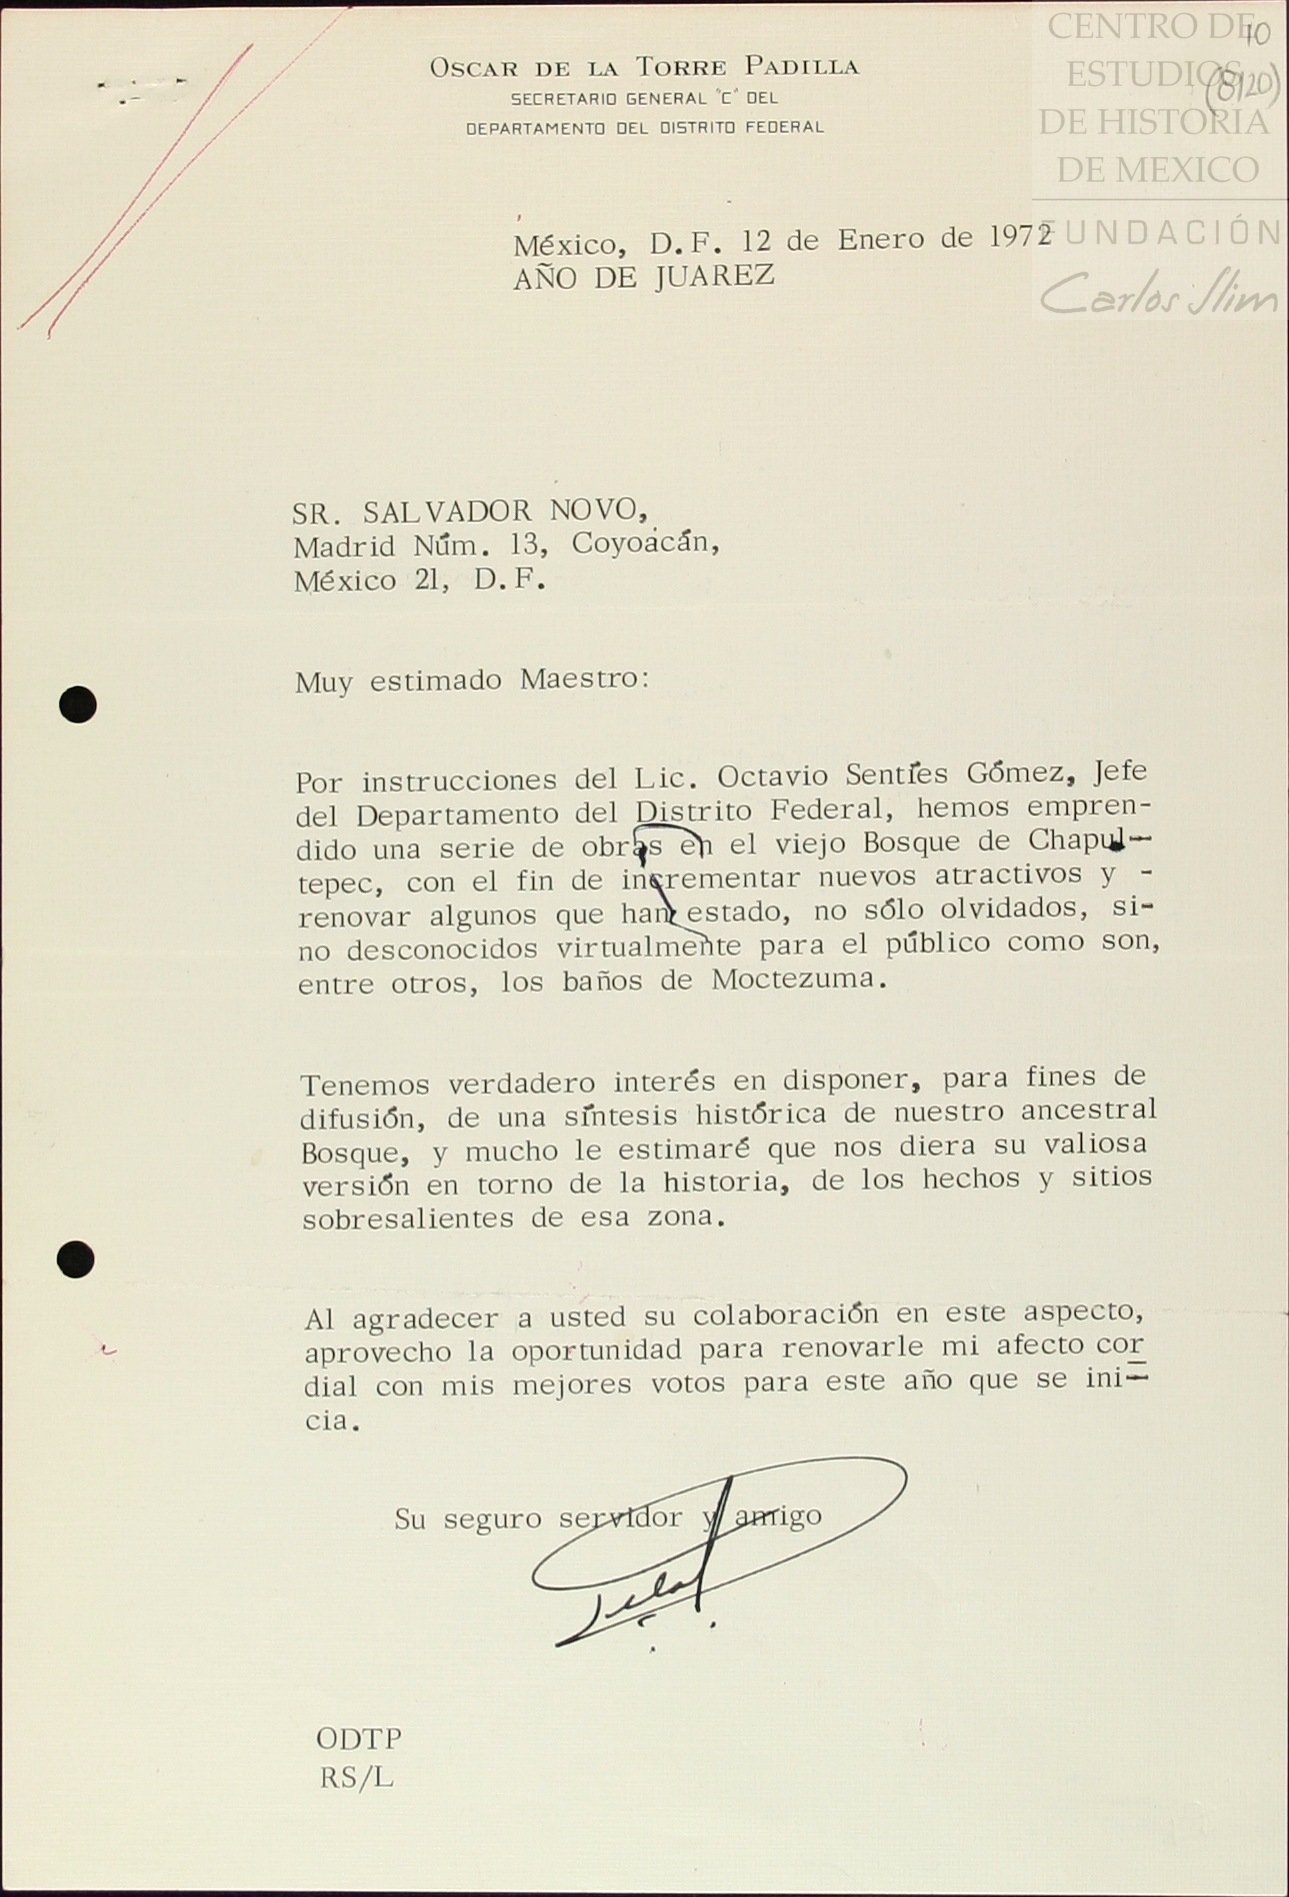 OSCAR DE LA TORRE PADILLA
SECRETARIO GENERAL "C" DEL
DEPARTAMENTO DEL DISTRITO FEDERAL
CENTRO DE
ESTUDIOS
DE HISTORIA
DE MEXICO
FUNDACIÓN
Carlos Slim
10
(8120)
México, D.F. 12 de Enero de 1972
AÑO DE JUAREZ
SR. SALVADOR NOVO,
Madrid Núm. 13, Coyoacán,
México 21, D.F.
Muy estimado Maestro:
Por instrucciones del Lic. Octavio Sentíes Gómez, Jefe
del Departamento del Distrito Federal, hemos empren-
dido una serie de obras en el viejo Bosque de Chapul-
tepec, con el fin de incrementar nuevos atractivos y -
renovar algunos que han estado, no sólo olvidados, si-
no desconocidos virtualmente para el público como son,
entre otros, los baños de Moctezuma.
Tenemos verdadero interés en disponer, para fines de
difusión, de una síntesis histórica de nuestro ancestral
Bosque, y mucho le estimaré que nos diera su valiosa
versión en torno de la historia, de los hechos y sitios
sobresalientes de esa zona.
Al agradecer a usted su colaboración en este aspecto,
aprovecho la oportunidad para renovarle mi afecto cor
dial con mis mejores votos para este año que se ini-
cia.
Su seguro servidor y amigo
ODTP
RS/L